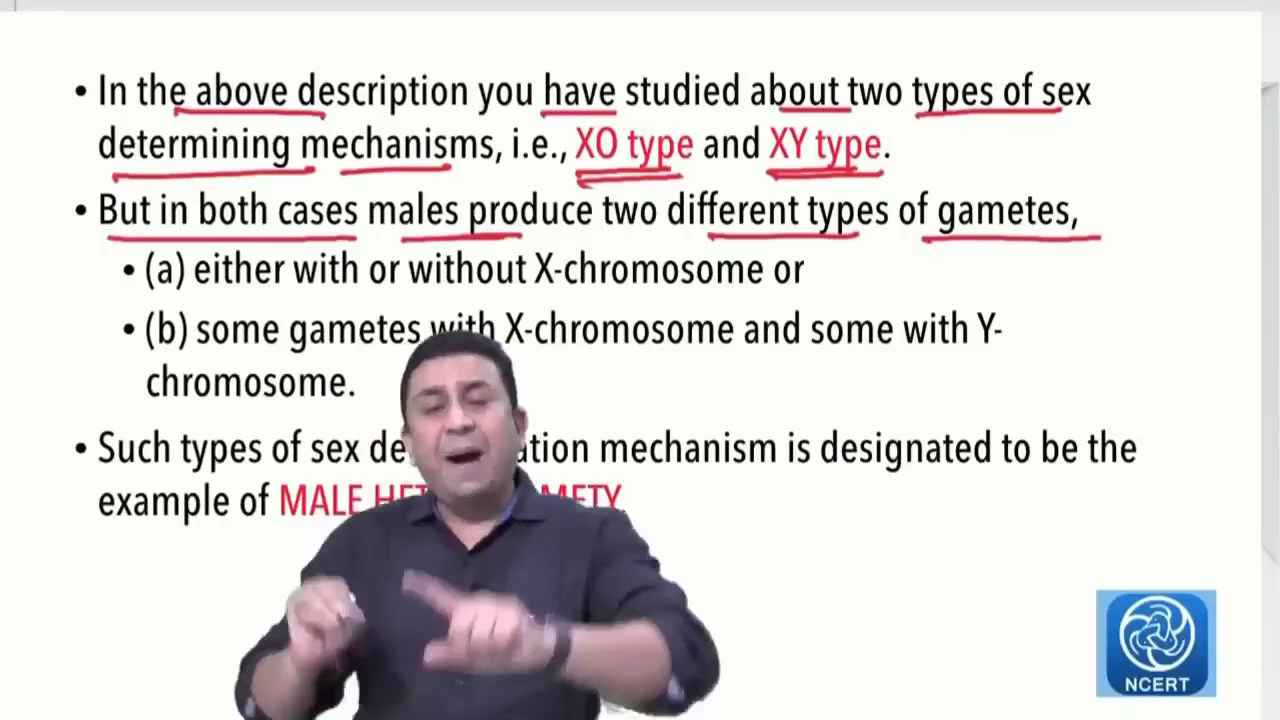 • In the above description you have studied about two types of sex
determining mechanisms, i.e., XO type and XY type.
• But in both cases males produce two different types of gametes,
• (a) either with or without X-chromosome or
• (b) some gametes with X-chromosome and some with Y-
chromosome.
• Such types of sex mechanism is designated to be the
example of MALE
NCERT